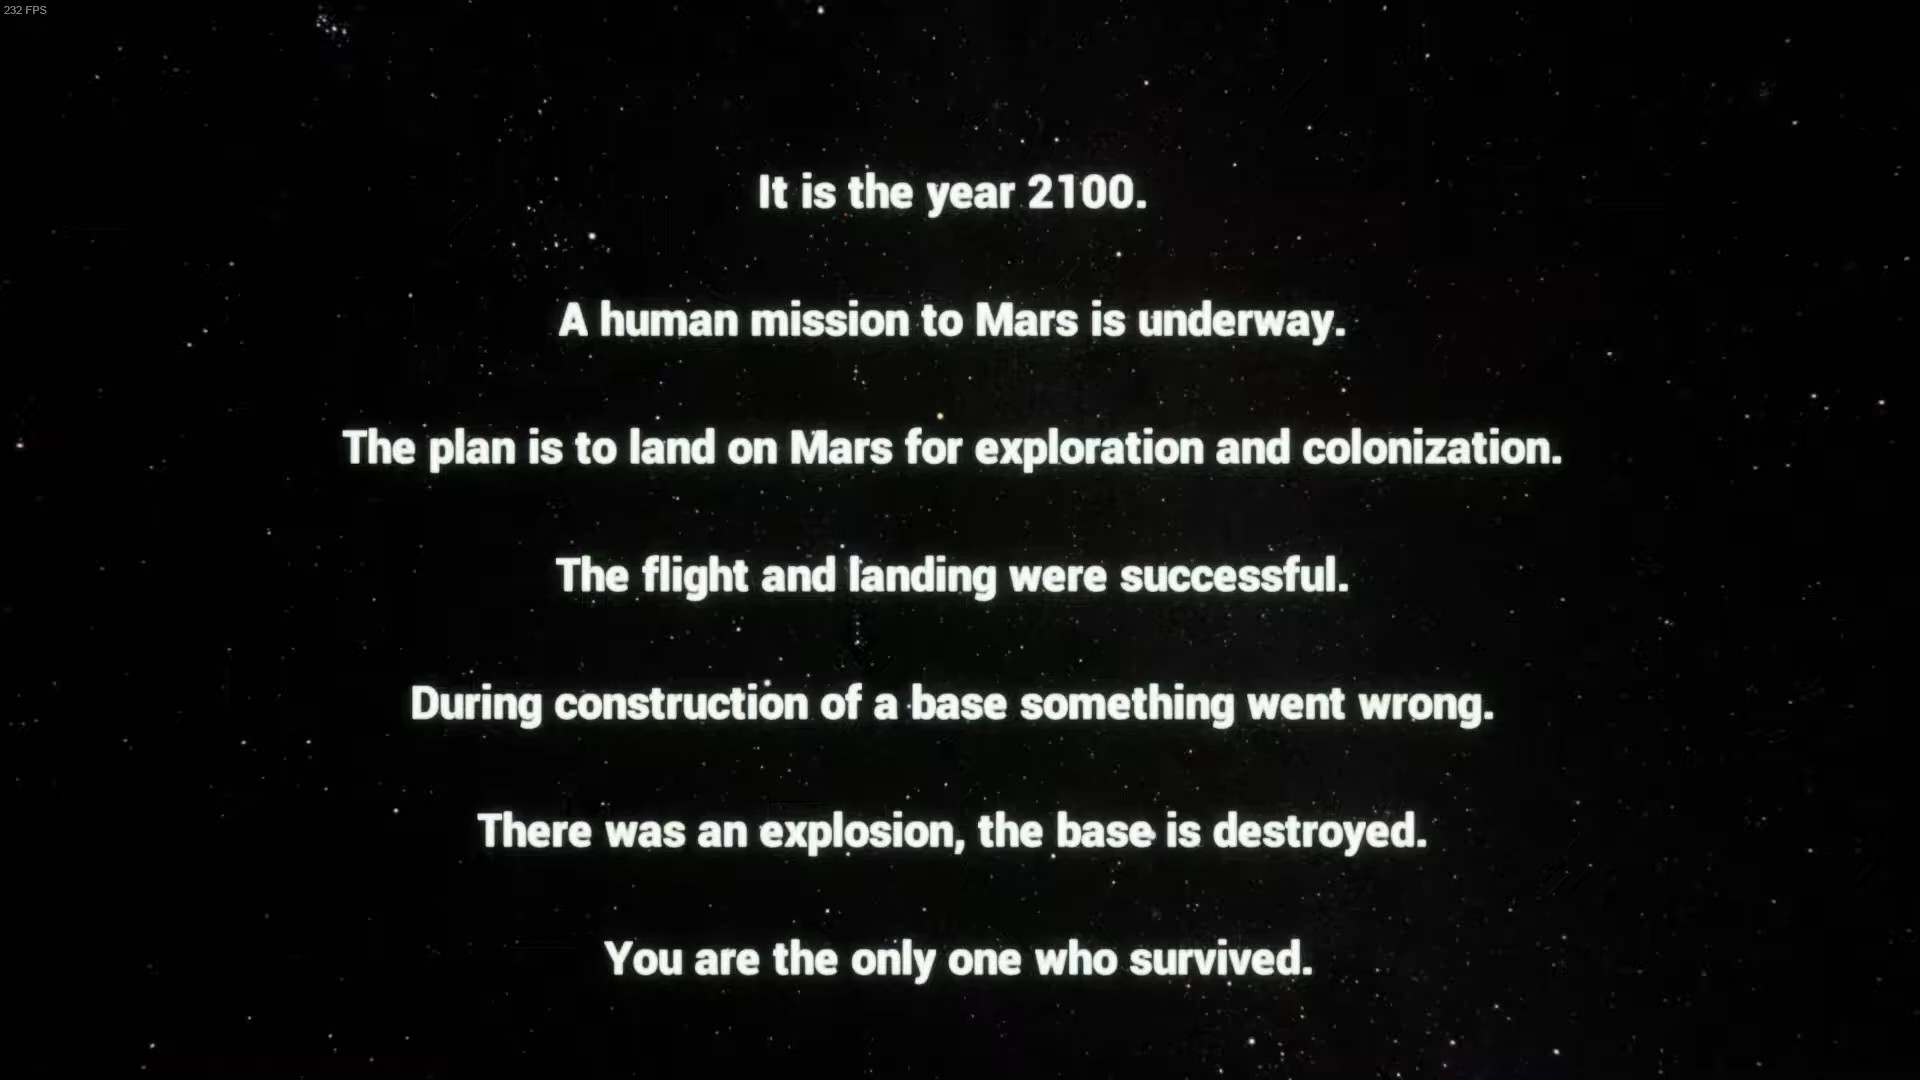 232 FPS
It is the year 2100.
A human mission to Mars is underway.
The plan is to land on Mars for exploration and colonization.
The flight and landing were successful.
During construction of a base something went wrong.
There was an explosion, the base is destroyed.
You are the only one who survived.